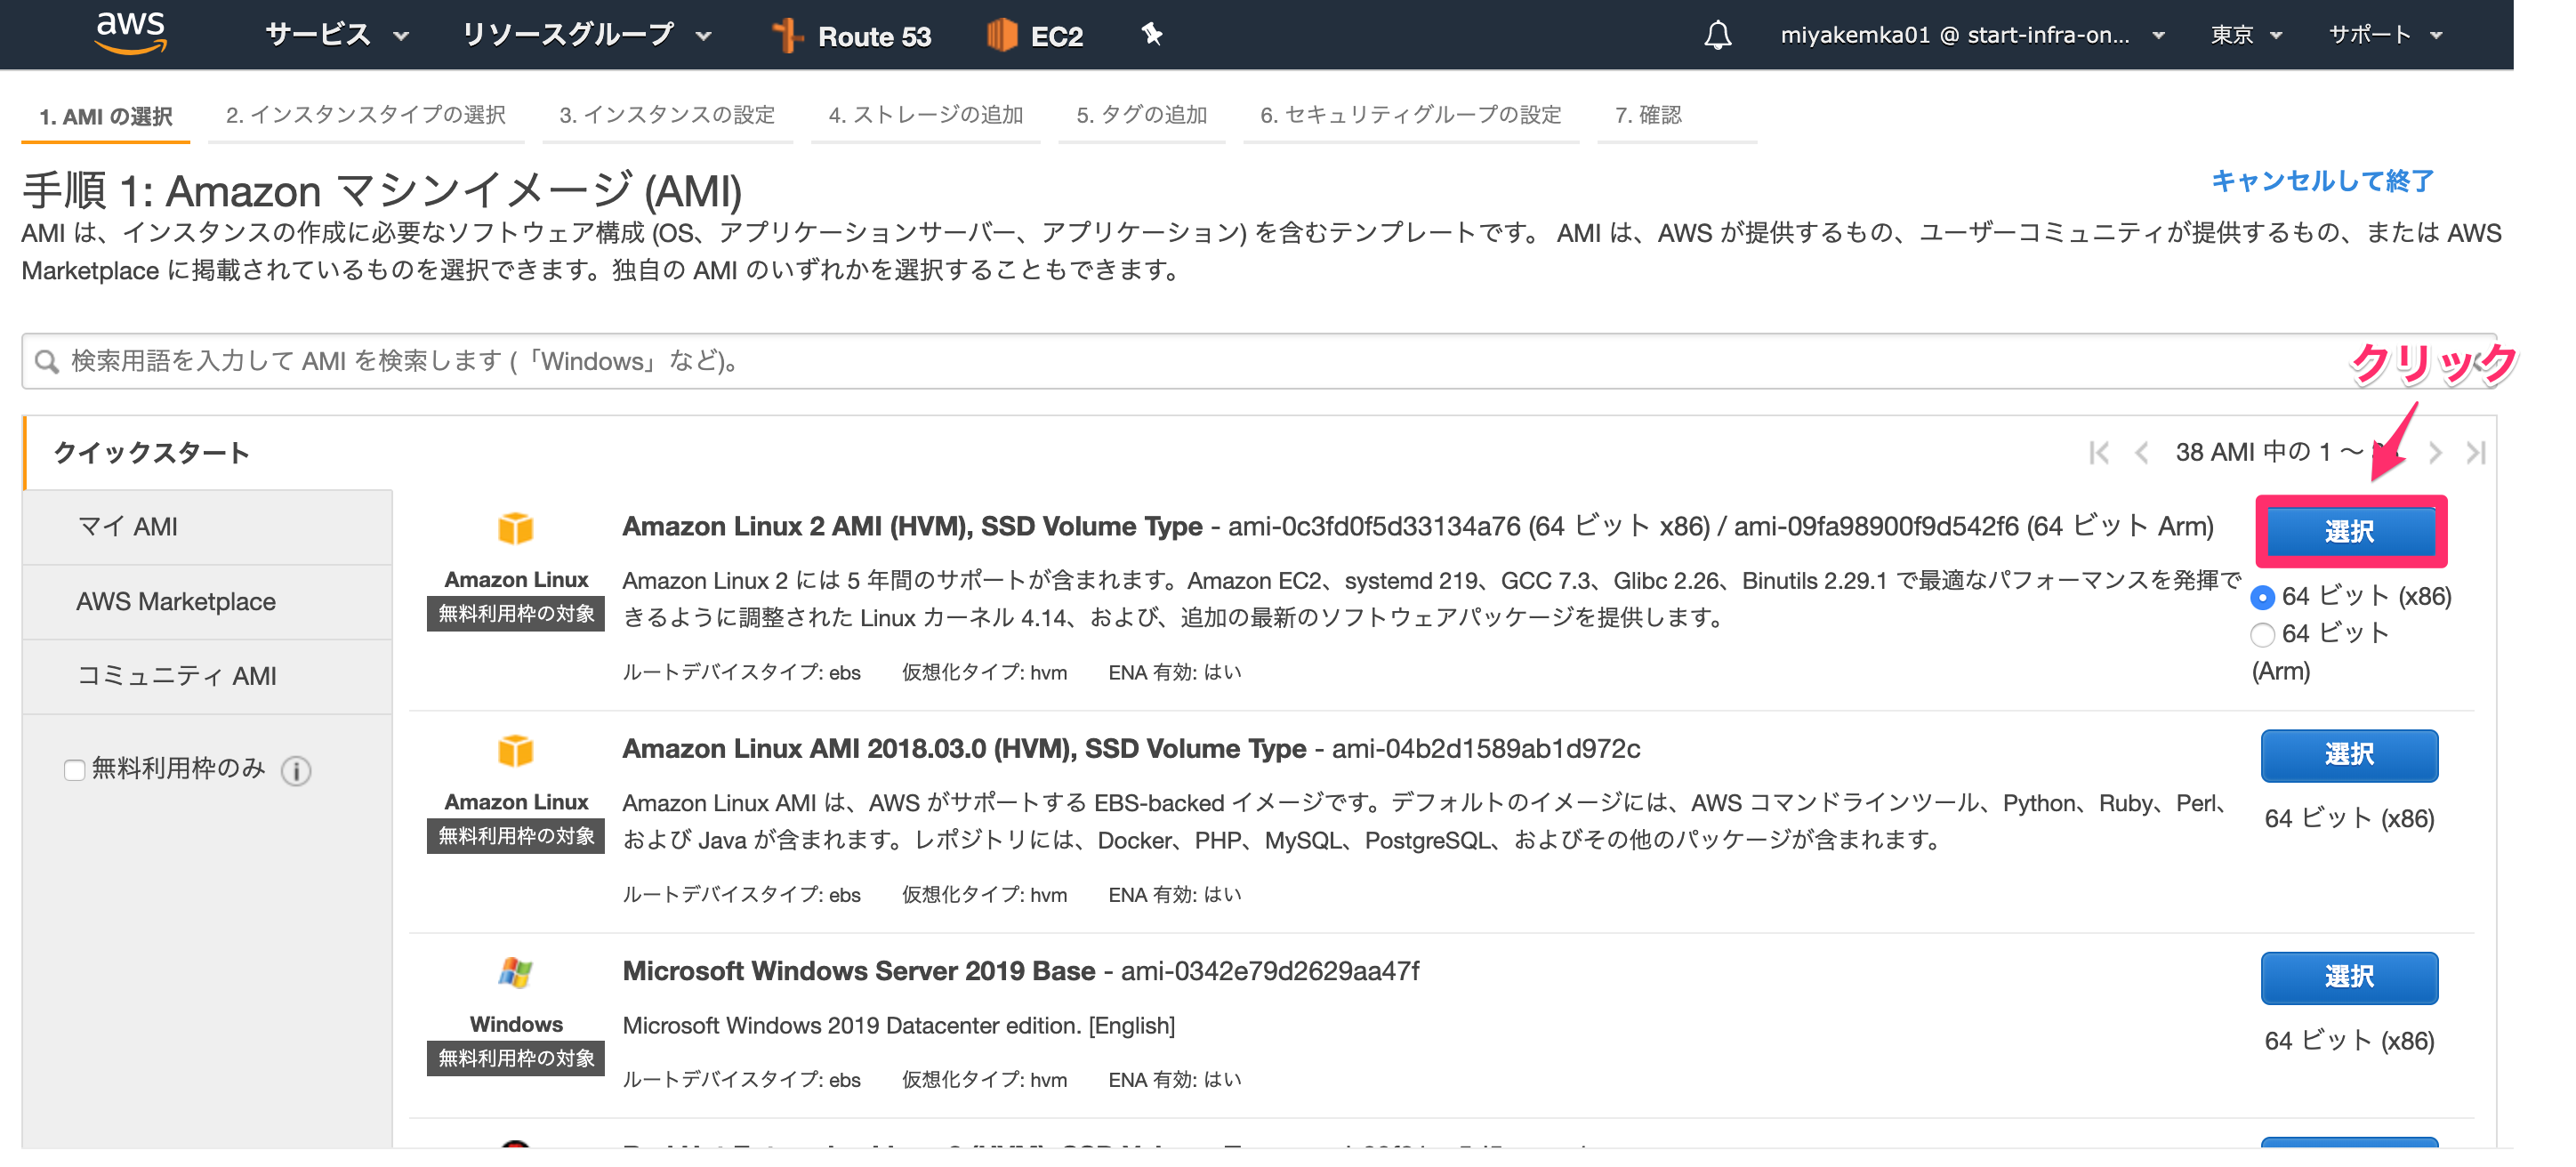 aws サービス リソースグループ Route 53 EC2 miyakemka01 @ start-infra-on... 東京 サポート
1. AMI の選択 2. インスタンスタイプの選択 3. インスタンスの設定 4. ストレージの追加 5. タグの追加 6. セキュリティグループの設定 7. 確認
手順 1: Amazon マシンイメージ (AMI)
キャンセルして終了
AMI は、インスタンスの作成に必要なソフトウェア構成 (OS、アプリケーションサーバー、アプリケーション) を含むテンプレートです。 AMI は、AWS が提供するもの、ユーザーコミュニティが提供するもの、または AWS
Marketplace に掲載されているものを選択できます。独自の AMI のいずれかを選択することもできます。
検索用語を入力して AMI を検索します (「Windows」など)。
クリック
クイックスタート
38 AMI 中の 1 ～
マイ AMI
AWS Marketplace
コミュニティ AMI
無料利用枠のみ
Amazon Linux
無料利用枠の対象
Amazon Linux 2 AMI (HVM), SSD Volume Type - ami-0c3fd0f5d33134a76 (64 ビット x86) / ami-09fa98900f9d542f6 (64 ビット Arm)
Amazon Linux 2 には 5 年間のサポートが含まれます。Amazon EC2、systemd 219、GCC 7.3、Glibc 2.26、Binutils 2.29.1 で最適なパフォーマンスを発揮で
きるように調整された Linux カーネル 4.14、および、追加の最新のソフトウェアパッケージを提供します。
ルートデバイスタイプ: ebs 仮想化タイプ: hvm ENA 有効: はい
選択
64 ビット (x86)
64 ビット
(Arm)
Amazon Linux
無料利用枠の対象
Amazon Linux AMI 2018.03.0 (HVM), SSD Volume Type - ami-04b2d1589ab1d972c
Amazon Linux AMI は、AWS がサポートする EBS-backed イメージです。デフォルトのイメージには、AWS コマンドラインツール、Python、Ruby、Perl、
および Java が含まれます。レポジトリには、Docker、PHP、MySQL、PostgreSQL、およびその他のパッケージが含まれます。
ルートデバイスタイプ: ebs 仮想化タイプ: hvm ENA 有効: はい
選択
64 ビット (x86)
Windows
無料利用枠の対象
Microsoft Windows Server 2019 Base - ami-0342e79d2629aa47f
Microsoft Windows 2019 Datacenter edition. [English]
ルートデバイスタイプ: ebs 仮想化タイプ: hvm ENA 有効: はい
選択
64 ビット (x86)